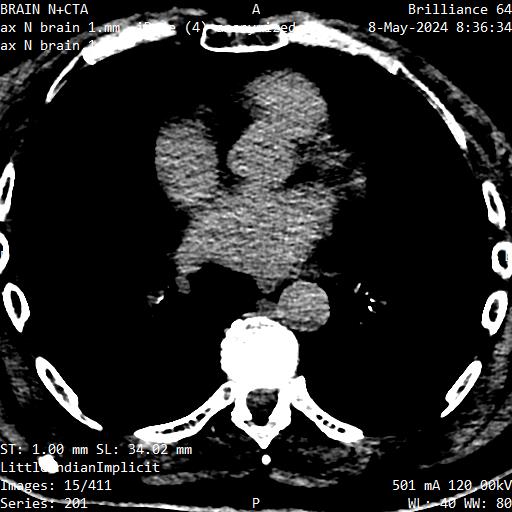 BRAIN N+CTA
A
Brilliance 64
ax N brain 1.mm
(4)
8-May-2024 8:36:34
ax N brain 1
ST: 1.00 mm SL: 34.02 mm
LittleEndianImplicit
Images: 15/411
501 mA 120.00kV
Series: 201
P
WL: 40 WW: 80